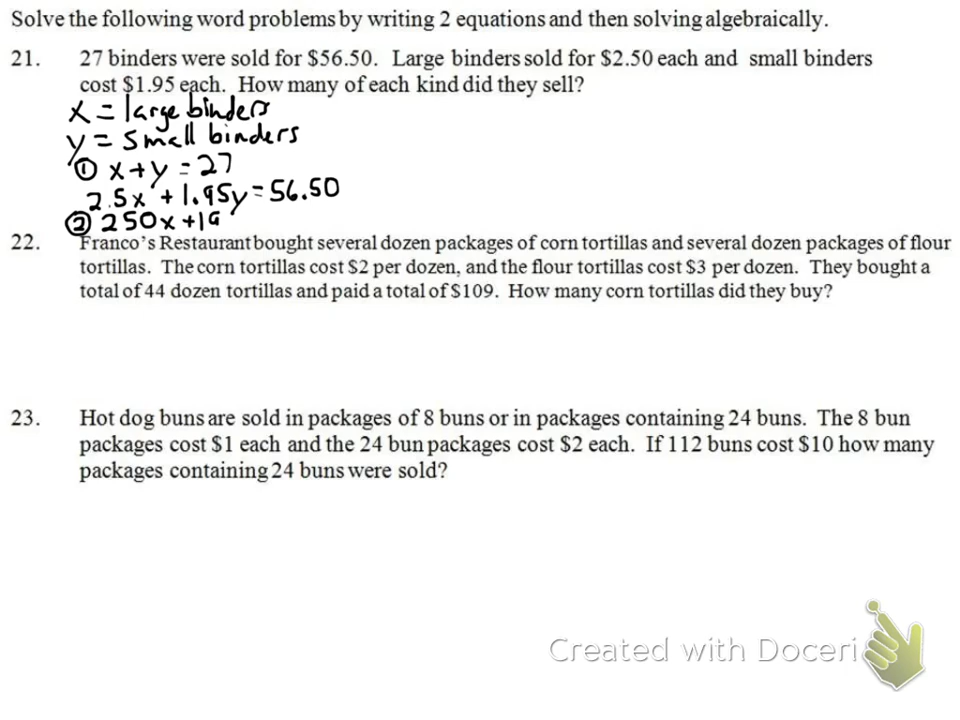 Solve the following word problems by writing 2 equations and then solving algebraically.
21. 27 binders were sold for $56.50. Large binders sold for $2.50 each and small binders
cost $1.95 each. How many of each kind did they sell?
x = large binders
y = small binders
① x + y = 27
2.5x + 1.95y = 56.50
② 250x + 19
22. Franco's Restaurant bought several dozen packages of corn tortillas and several dozen packages of flour
tortillas. The corn tortillas cost $2 per dozen, and the flour tortillas cost $3 per dozen. They bought a
total of 44 dozen tortillas and paid a total of $109. How many corn tortillas did they buy?
23. Hot dog buns are sold in packages of 8 buns or in packages containing 24 buns. The 8 bun
packages cost $1 each and the 24 bun packages cost $2 each. If 112 buns cost $10 how many
packages containing 24 buns were sold?
Created with Doceri